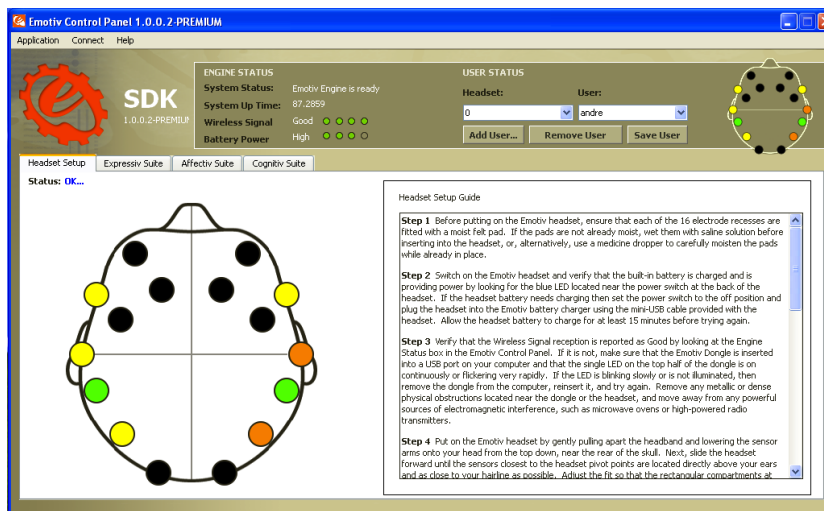 Emotiv Control Panel 1.0.0.2-PREMIUM
Application Connect Help
SDK
1.0.0.2-PREMIUM
ENGINE STATUS
System Status: Emotiv Engine is ready
System Up Time: 87.2859
Wireless Signal Good
Battery Power High
USER STATUS
Headset: User:
0 andre
Add User... Remove User Save User
Headset Setup Expressiv Suite Affectiv Suite Cognitiv Suite
Status: OK...
Headset Setup Guide
Step 1 Before putting on the Emotiv headset, ensure that each of the 16 electrode recesses are
fitted with a moist felt pad. If the pads are not already moist, wet them with saline solution before
inserting into the headset, or, alternatively, use a medicine dropper to carefully moisten the pads
while already in place.
Step 2 Switch on the Emotiv headset and verify that the built-in battery is charged and is
providing power by looking for the blue LED located near the power switch at the back of the
headset. If the headset battery needs charging then set the power switch to the off position and
plug the headset into the Emotiv battery charger using the mini-USB cable provided with the
headset. Allow the headset battery to charge for at least 15 minutes before trying again.
Step 3 Verify that the Wireless Signal reception is reported as Good by looking at the Engine
Status box in the Emotiv Control Panel. If it is not, make sure that the Emotiv Dongle is inserted
into a USB port on your computer and that the single LED on the top half of the dongle is on
continuously or flickering very rapidly. If the LED is blinking slowly or is not illuminated, then
remove the dongle from the computer, reinsert it, and try again. Remove any metallic or dense
physical obstructions located near the dongle or the headset, and move away from any powerful
sources of electromagnetic interference, such as microwave ovens or high-powered radio
transmitters.
Step 4 Put on the Emotiv headset by gently pulling apart the headband and lowering the sensor
arms onto your head from the top down, near the rear of the skull. Next, slide the headset
forward until the sensors closest to the headset pivot points are located directly above your ears
and as close to your hairline as possible. Adjust the fit so that the rectangular compartments at